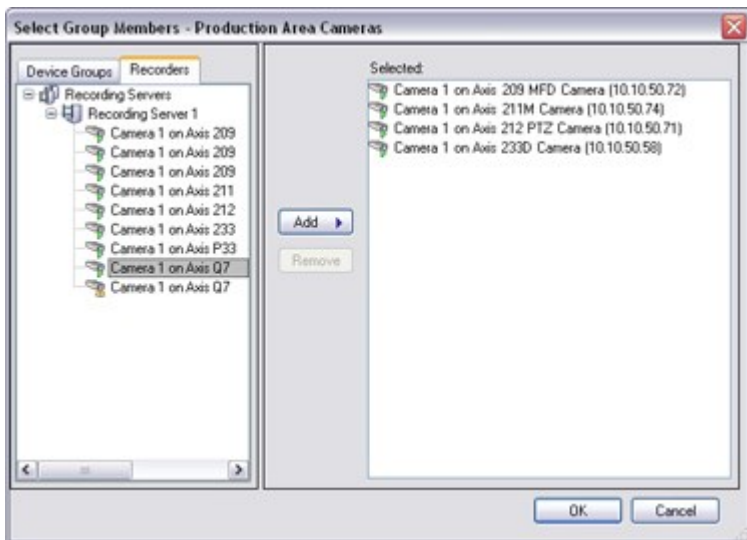 Select Group Members - Production Area Cameras
Device Groups
Recorders
Recording Servers
Recording Server 1
Camera 1 on Axis 209
Camera 1 on Axis 209
Camera 1 on Axis 209
Camera 1 on Axis 211
Camera 1 on Axis 212
Camera 1 on Axis 233
Camera 1 on Axis P33
Camera 1 on Axis Q7
Camera 1 on Axis Q7
Add
Remove
Selected:
Camera 1 on Axis 209 MFD Camera (10.10.50.72)
Camera 1 on Axis 211M Camera (10.10.50.74)
Camera 1 on Axis 212 PTZ Camera (10.10.50.71)
Camera 1 on Axis 233D Camera (10.10.50.58)
OK
Cancel